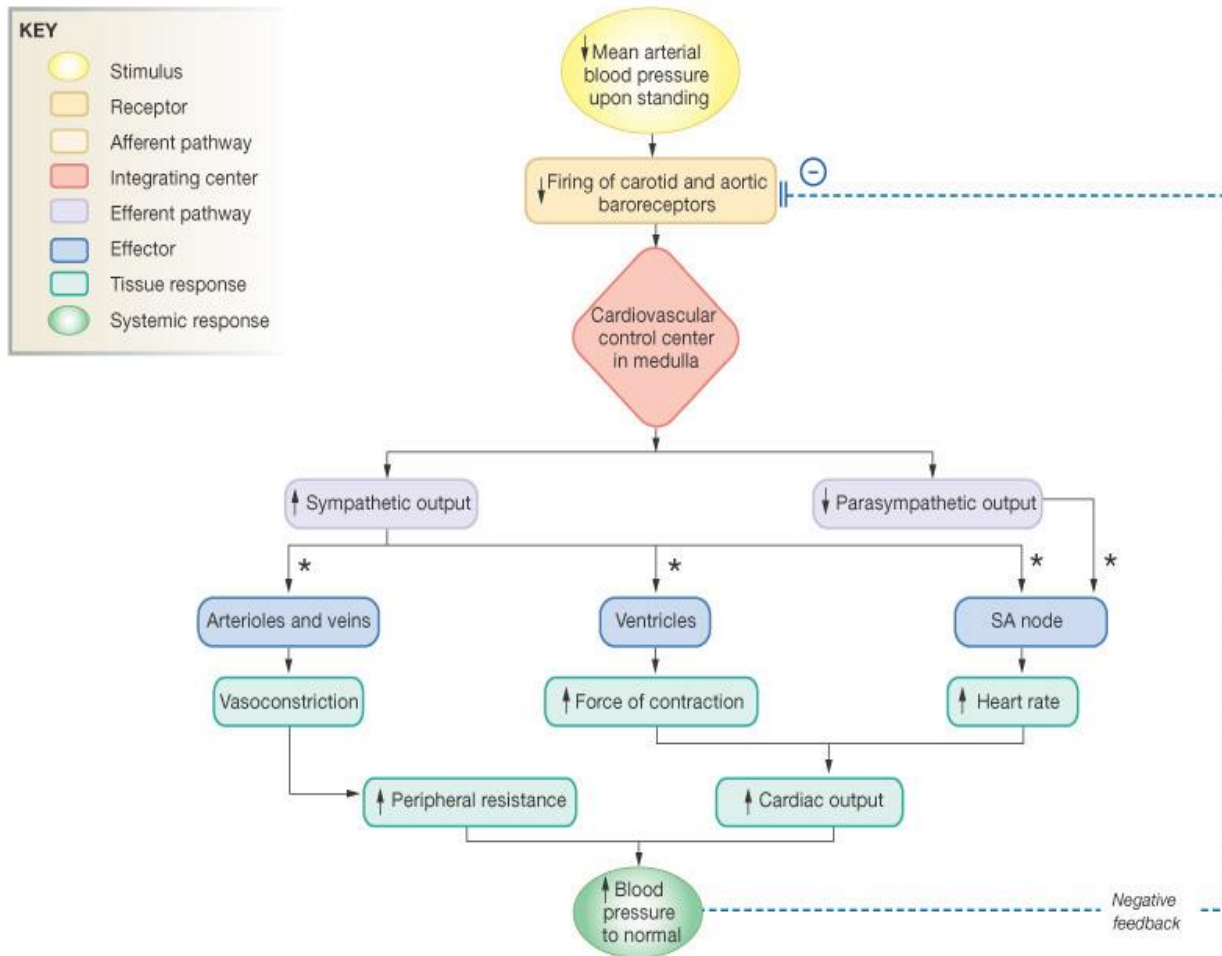 KEY
Stimulus
Receptor
Afferent pathway
Integrating center
Efferent pathway
Effector
Tissue response
Systemic response
↓ Mean arterial
blood pressure
upon standing
↓ Firing of carotid and aortic
baroreceptors
−
Cardiovascular
control center
in medulla
↑ Sympathetic output
↓ Parasympathetic output
*
*
*
*
Arterioles and veins
Ventricles
SA node
Vasoconstriction
↑ Force of contraction
↑ Heart rate
↑ Peripheral resistance
↑ Cardiac output
↑ Blood
pressure
to normal
Negative
feedback